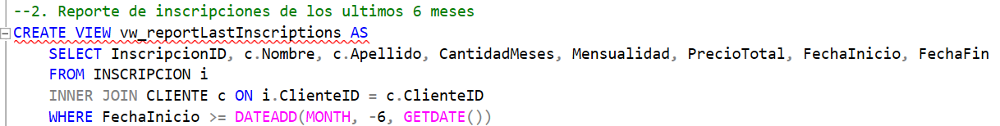 --2. Reporte de inscripciones de los ultimos 6 meses
CREATE VIEW vw_reportLastInscriptions AS
SELECT InscripcionID, c.Nombre, c.Apellido, CantidadMeses, Mensualidad, PrecioTotal, FechaInicio, FechaFin
FROM INSCRIPCION i
INNER JOIN CLIENTE c ON i.ClienteID = c.ClienteID
WHERE FechaInicio >= DATEADD(MONTH, -6, GETDATE())